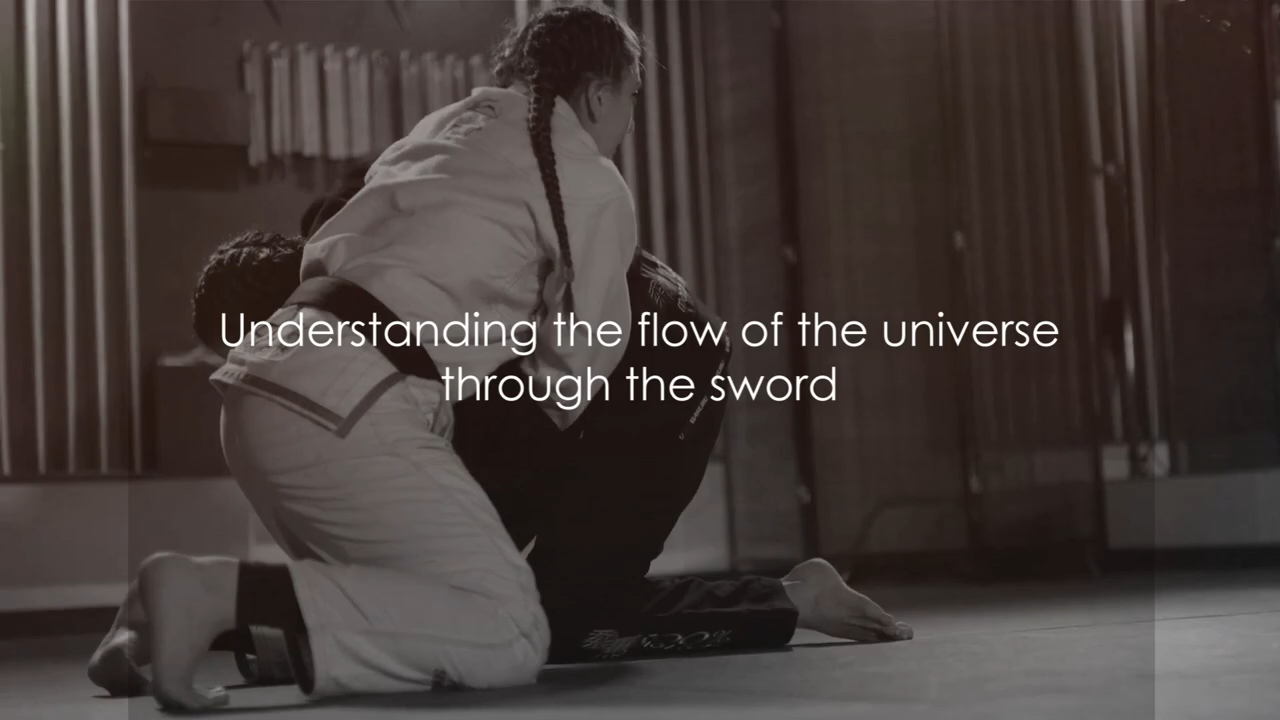 Understanding the flow of the universe
through the sword